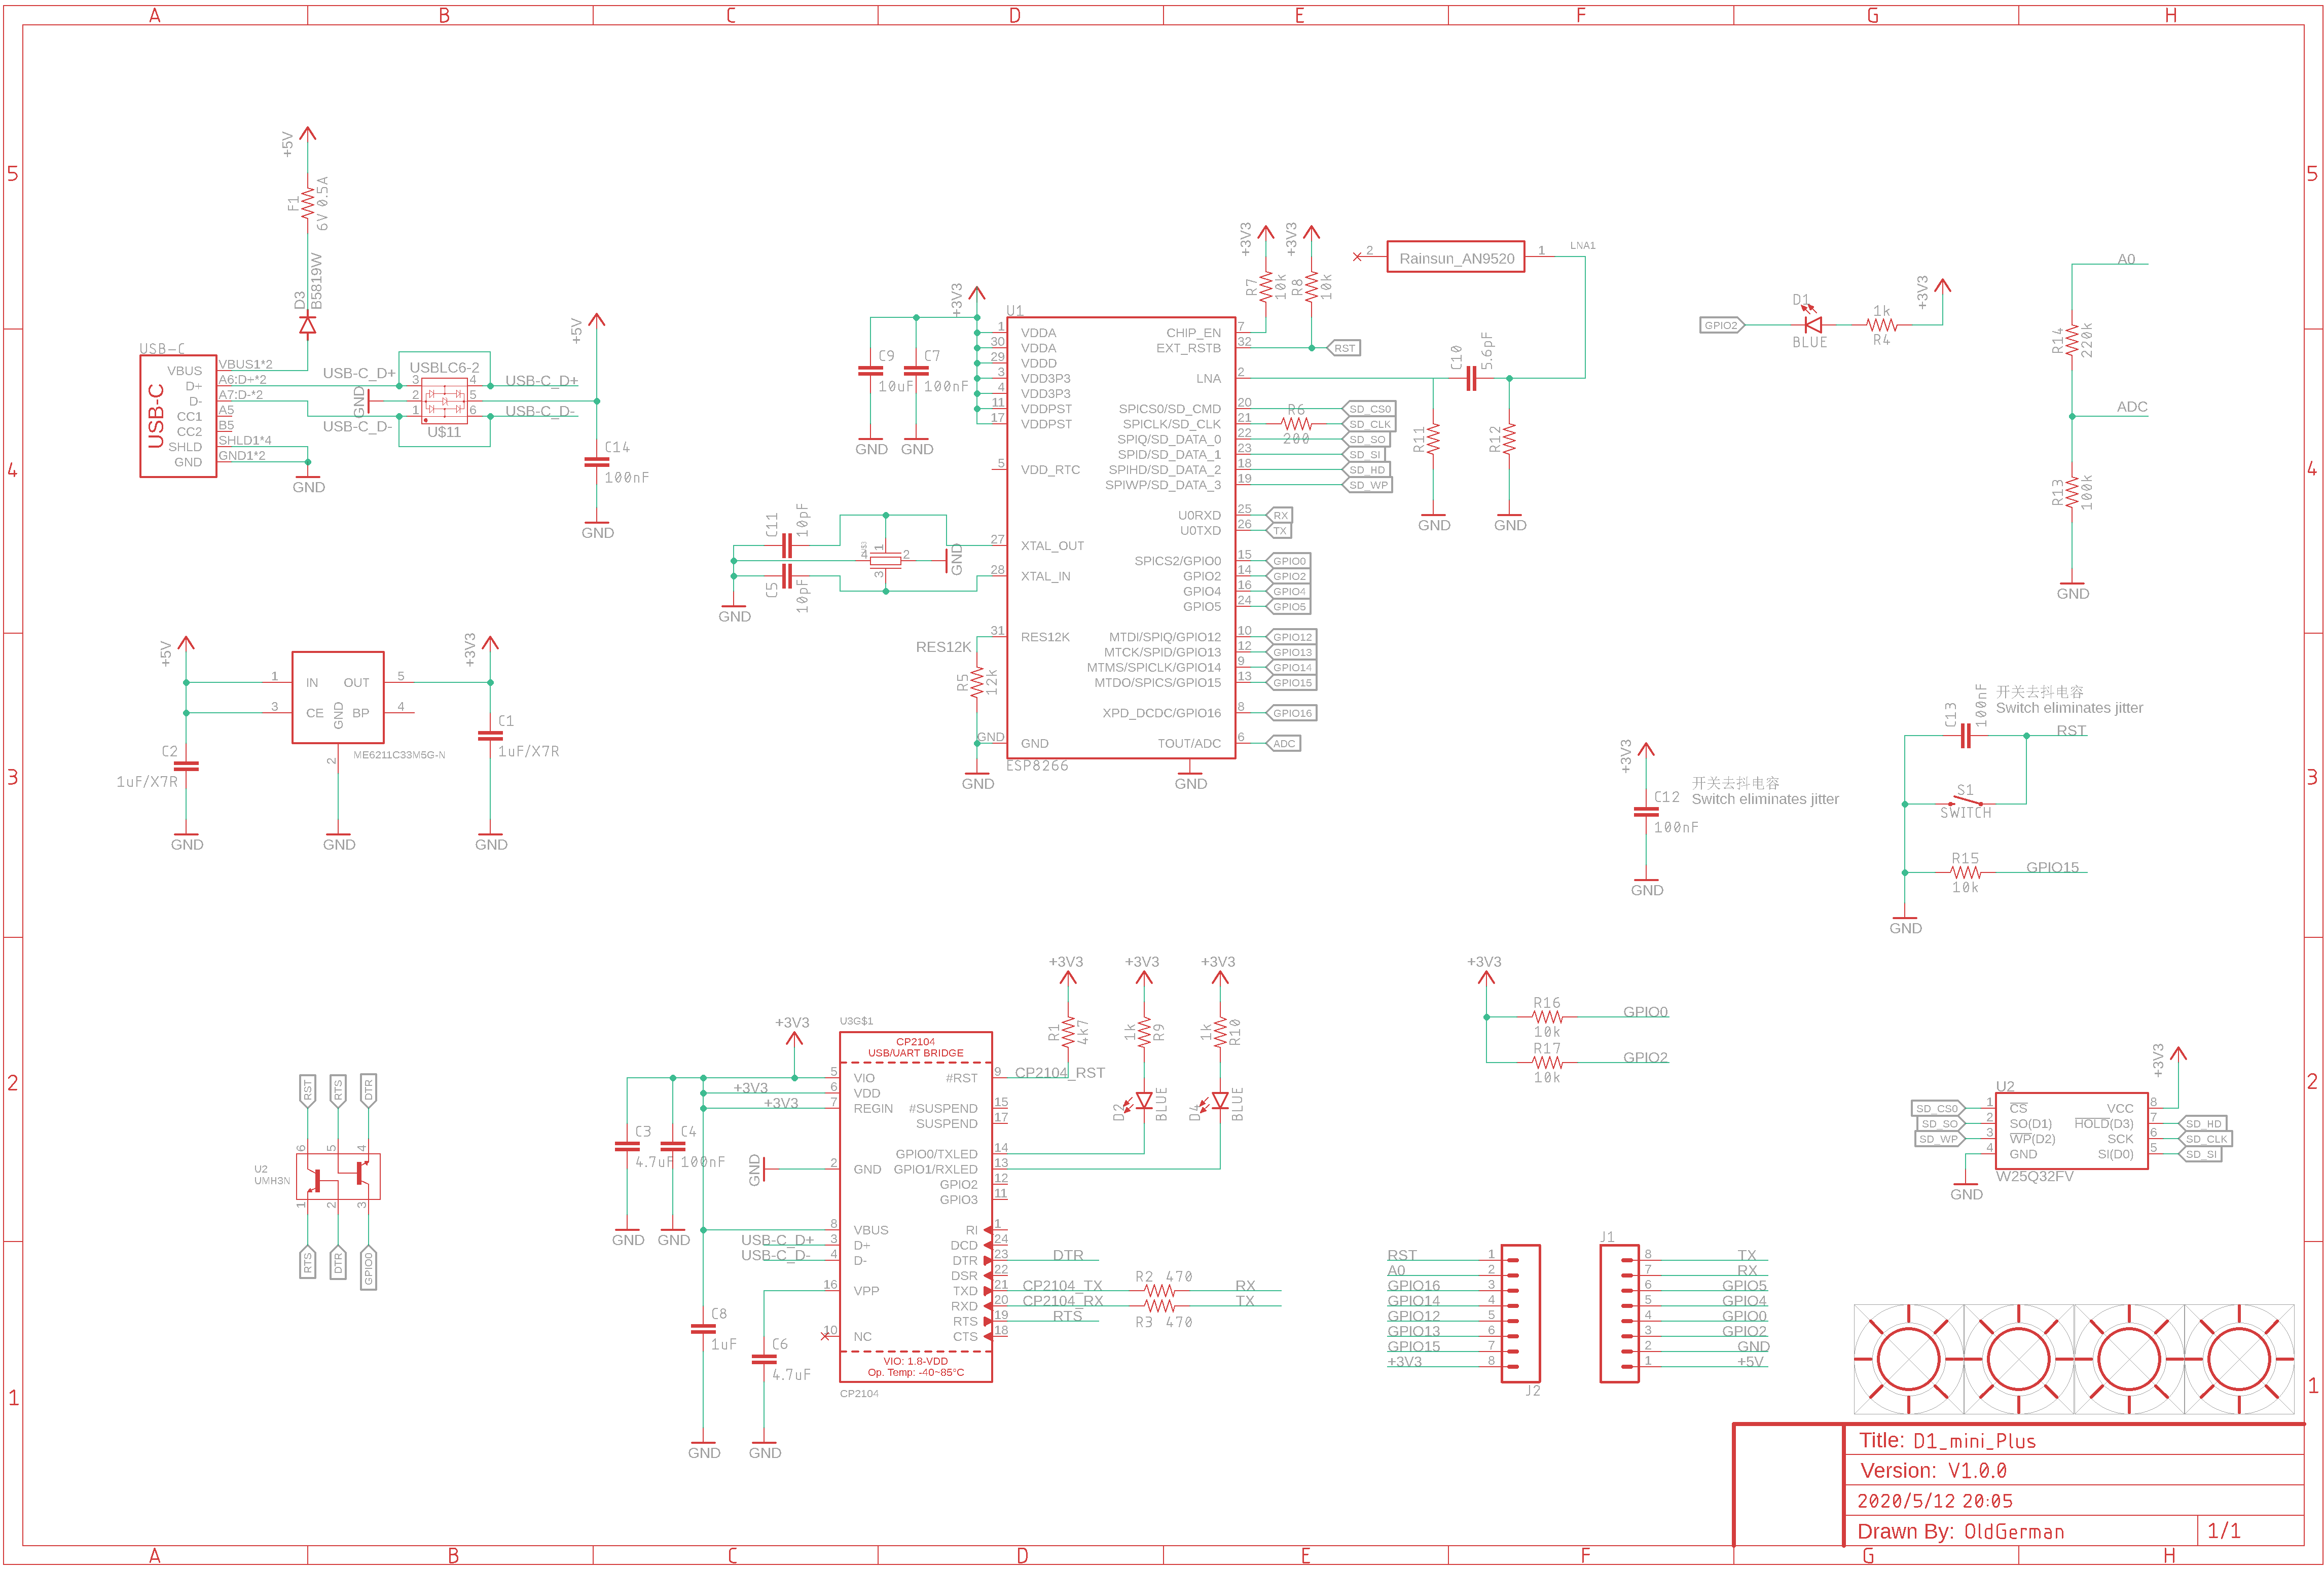 A B C D E F G H
5
4
3
2
1
5
4
3
2
1
+5V
F1
6V 0.5A
D3
B5819W
USB-C
USB-C
VBUS
D+
D-
CC1
CC2
SHLD
GND
VBUS1*2
A6:D+*2
A7:D-*2
A5
B5
SHLD1*4
GND1*2
GND
USB-C_D+
USB-C_D-
GND
USBLC6-2
3 4
2 5
1 6
U$11
USB-C_D+
USB-C_D-
+5V
C14
100nF
GND
+3V3
C9
10uF
C7
100nF
GND GND
U1
1 VDDA
30 VDDA
29 VDDD
3 VDD3P3
4 VDD3P3
11 VDDPST
17 VDDPST
5 VDD_RTC
27 XTAL_OUT
28 XTAL_IN
31 RES12K
GND GND
ESP8266
CHIP_EN 7
EXT_RSTB 32
LNA 2
SPICS0/SD_CMD 20
SPICLK/SD_CLK 21
SPIQ/SD_DATA_0 22
SPID/SD_DATA_1 23
SPIHD/SD_DATA_2 18
SPIWP/SD_DATA_3 19
U0RXD 25
U0TXD 26
SPICS2/GPIO0 15
GPIO2 14
GPIO4 16
GPIO5 24
MTDI/SPIQ/GPIO12 10
MTCK/SPID/GPIO13 12
MTMS/SPICLK/GPIO14 9
MTDO/SPICS/GPIO15 13
XPD_DCDC/GPIO16 8
TOUT/ADC 6
RST
SD_CS0
SD_CLK
SD_SO
SD_SI
SD_HD
SD_WP
RX
TX
GPIO0
GPIO2
GPIO4
GPIO5
GPIO12
GPIO13
GPIO14
GPIO15
GPIO16
ADC
R6
200
+3V3
R7
10k
+3V3
R8
10k
2 Rainsun_AN9520 1
LNA1
C10
5.6pF
R11
R12
GND GND
C11
10pF
C5
10pF
1
2
3
4
GND
GND
RES12K
R5
12k
GND
GND
GPIO2
D1
BLUE
1k
R4
+3V3
A0
R14
220k
ADC
R13
100k
GND
+5V
1 IN OUT 5
3 CE GND BP 4
2
ME6211C33M5G-N
+3V3
C2
1uF/X7R
C1
1uF/X7R
GND GND GND
+3V3
C12
100nF
GND
开关去抖电容
Switch eliminates jitter
C13
100nF
开关去抖电容
Switch eliminates jitter
RST
S1
SWITCH
R15
10k
GPIO15
GND
RST
RTS
DTR
6 5 4
U2
UMH3N
1 2 3
RTS
DTR
GPIO0
+3V3
U3G$1
CP2104
USB/UART BRIDGE
5 VIO
6 VDD
7 REGIN
2 GND
8 VBUS
3 D+
4 D-
16 VPP
10 NC
+3V3
+3V3
GND
USB-C_D+
USB-C_D-
#RST 9
#SUSPEND 15
SUSPEND 17
GPIO0/TXLED 14
GPIO1/RXLED 13
GPIO2 12
GPIO3 11
RI 1
DCD 24
DTR 23
DSR 22
TXD 21
RXD 20
RTS 19
CTS 18
VIO: 1.8-VDD
Op. Temp: -40~85°C
CP2104
C3
4.7uF
C4
100nF
GND GND
C8
1uF
C6
4.7uF
GND GND
CP2104_RST
+3V3
R1
4k7
+3V3
1k
R9
D2
BLUE
+3V3
1k
R10
D4
BLUE
DTR
CP2104_TX R2 470 RX
CP2104_RX R3 470 TX
RTS
+3V3
R16
10k
GPIO0
R17
10k
GPIO2
RST 1
A0 2
GPIO16 3
GPIO14 4
GPIO12 5
GPIO13 6
GPIO15 7
+3V3 8
J2
J1
8 TX
7 RX
6 GPIO5
5 GPIO4
4 GPIO0
3 GPIO2
2 GND
1 +5V
+3V3
U2
SD_CS0 1 CS VCC 8
SD_SO 2 SO(D1) HOLD(D3) 7 SD_HD
SD_WP 3 WP(D2) SCK 6 SD_CLK
4 GND SI(D0) 5 SD_SI
W25Q32FV
GND
Title: D1_mini_Plus
Version: V1.0.0
2020/5/12 20:05
Drawn By: OldGerman 1/1
A B C D E F G H